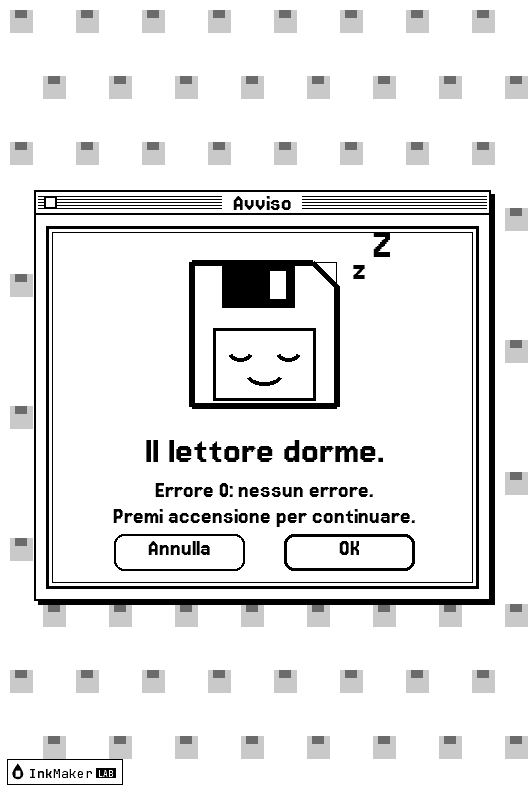 Avviso
Z
z
Il lettore dorme.
Errore 0: nessun errore.
Premi accensione per continuare.
Annulla
OK
InkMaker LAB